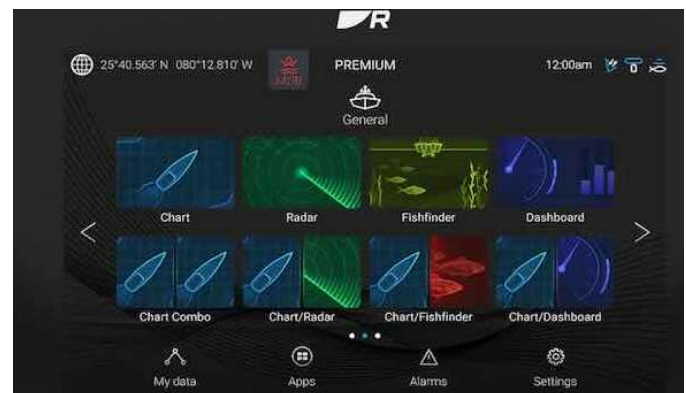 R
25°40.563' N 080°12.810' W
MOB
PREMIUM
12:00am
General
Chart
Radar
Fishfinder
Dashboard
Chart Combo
Chart/Radar
Chart/Fishfinder
Chart/Dashboard
My data
Apps
Alarms
Settings